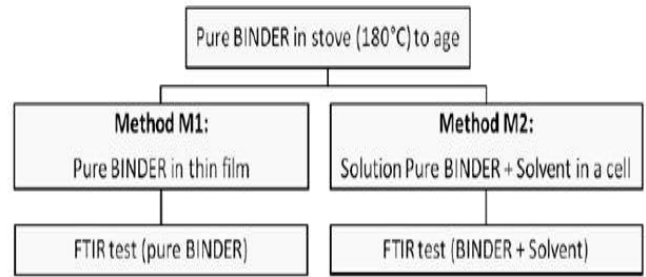 Pure BINDER in stove (180°C) to age
Method M1:
Pure BINDER in thin film
Method M2:
Solution Pure BINDER + Solvent in a cell
FTIR test (pure BINDER)
FTIR test (BINDER + Solvent)